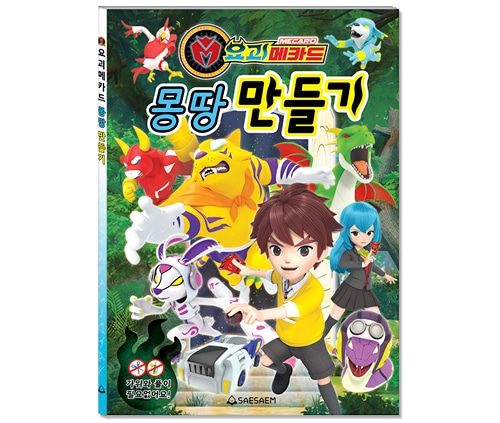 요괴메카드 몽땅 만들기
MECARD
요괴메카드
몽땅 만들기
가위와 풀이
필요없어요!
SAESAEM